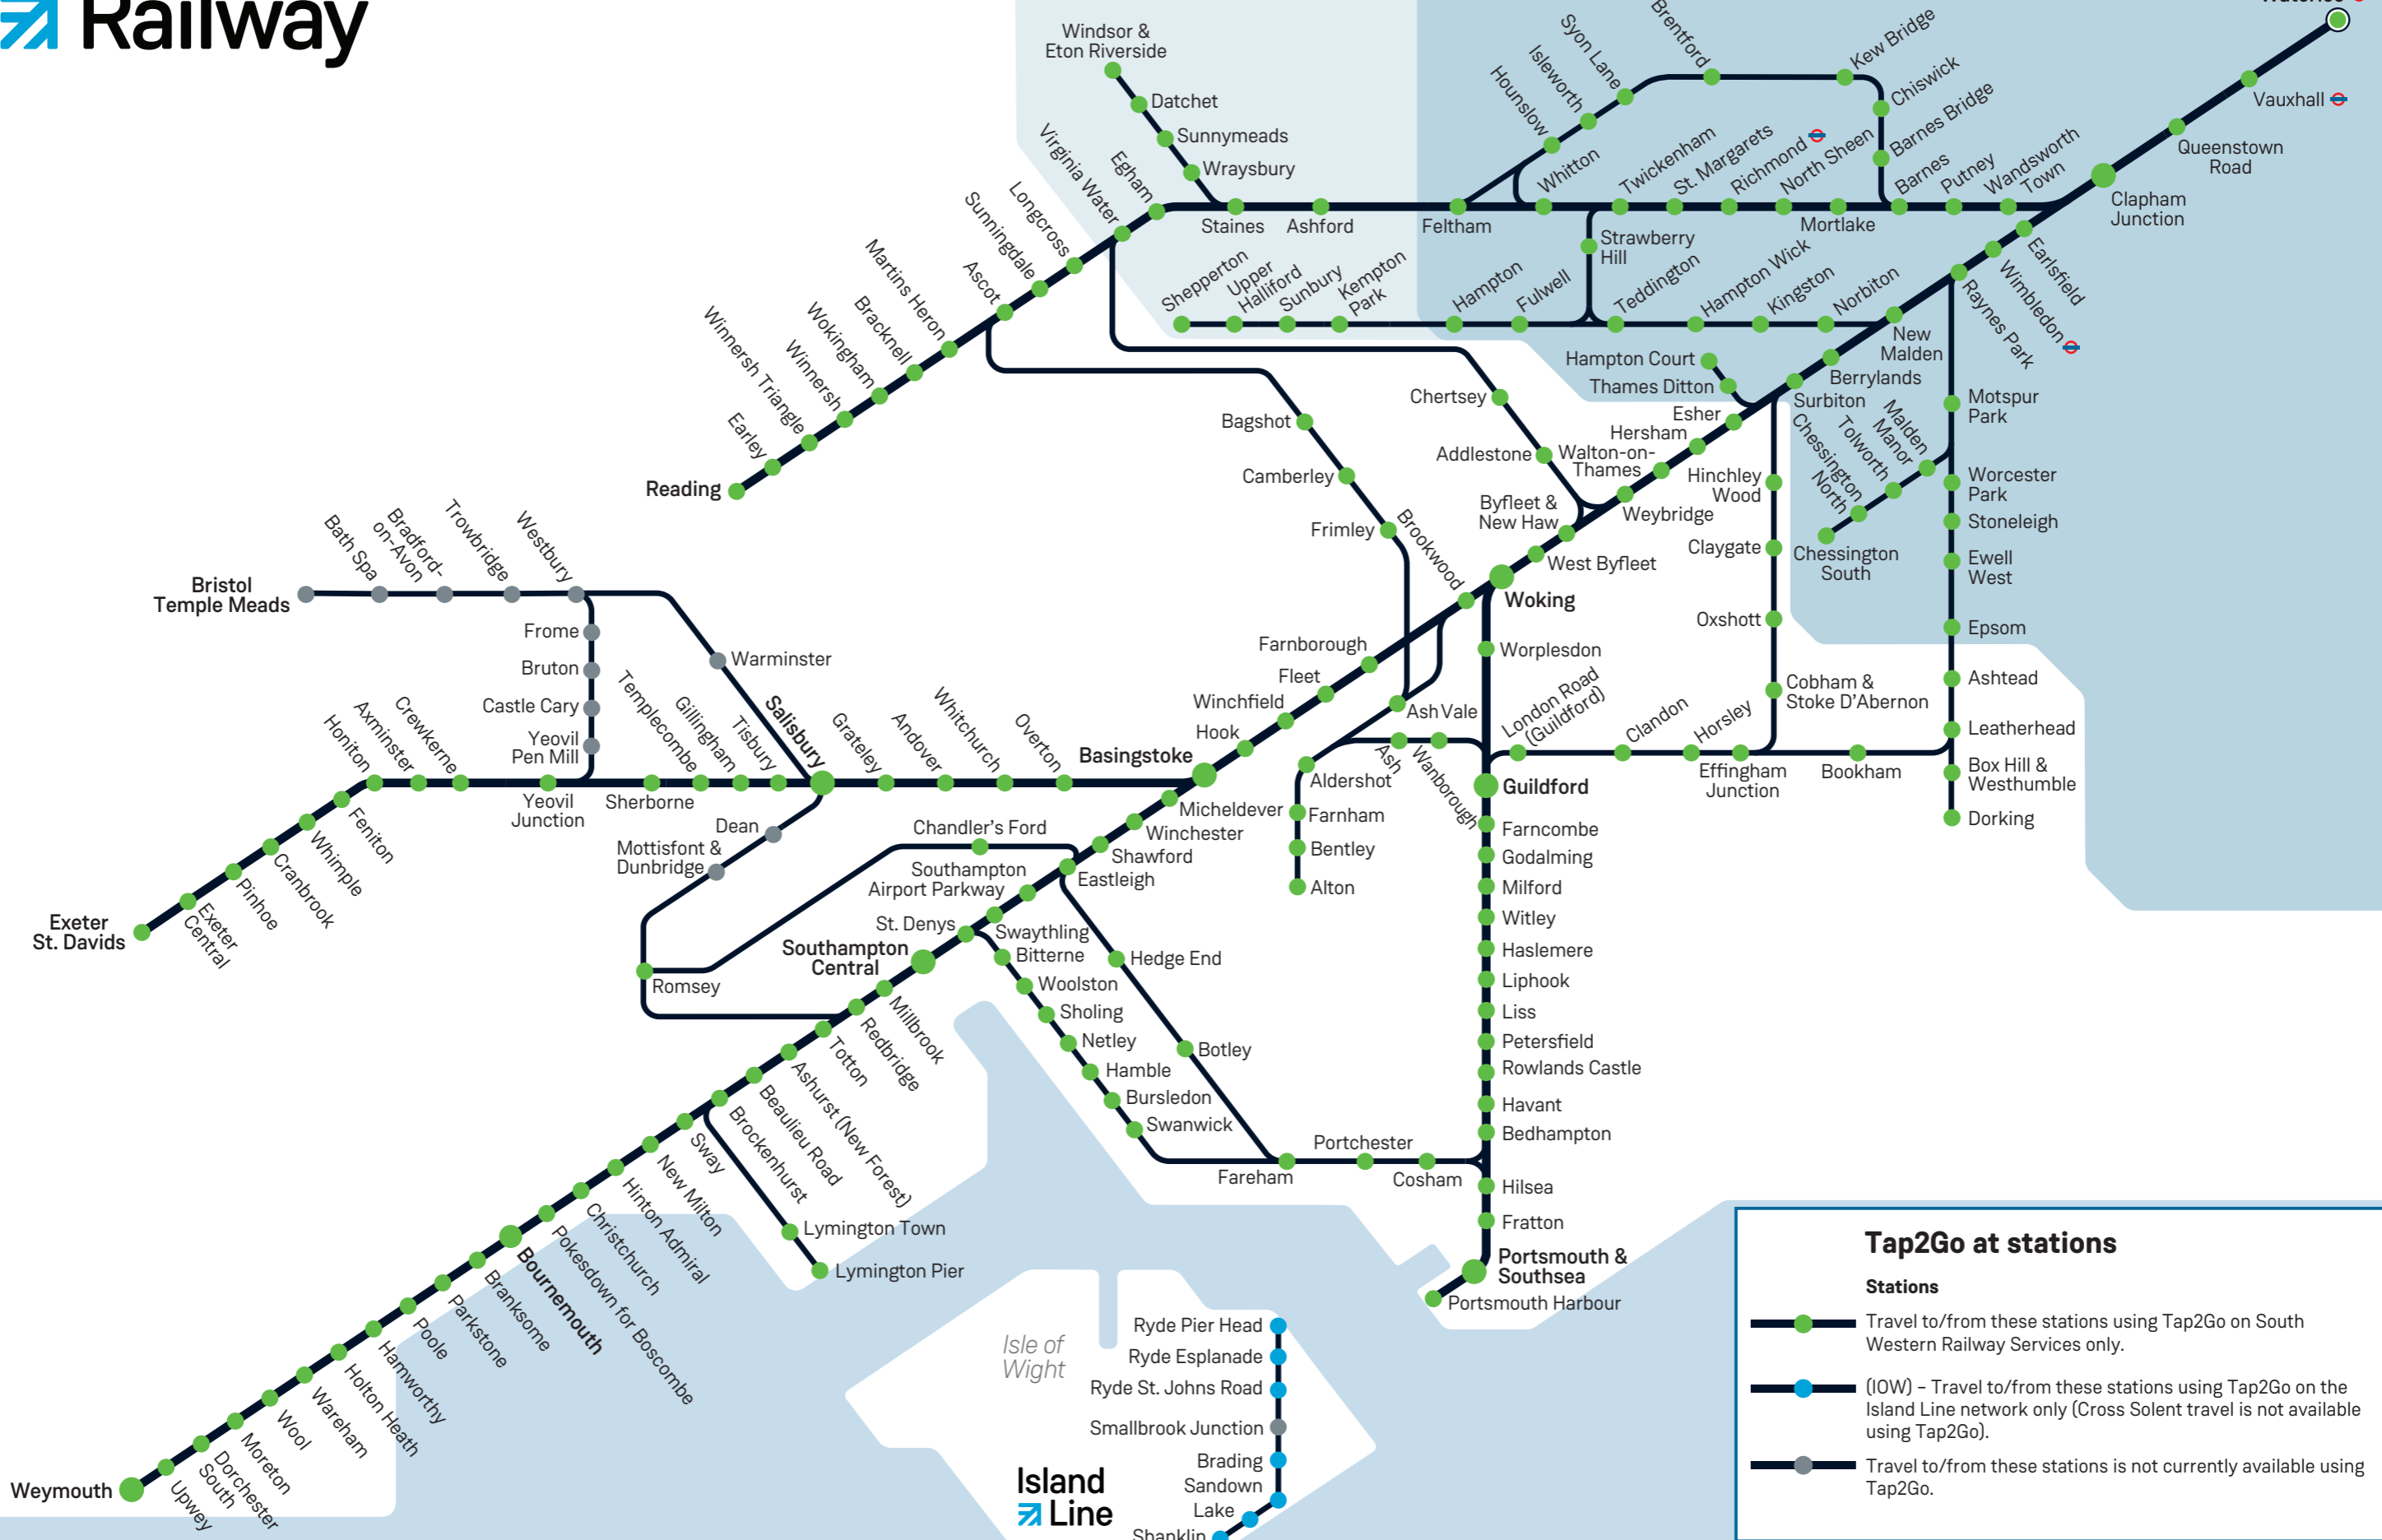 Railway
Waterloo
Vauxhall
Queenstown
Road
Clapham
Junction
Windsor &
Eton Riverside
Datchet
Sunnymeads
Wraysbury
Virginia Water
Egham
Longcross
Sunningdale
Ascot
Martins Heron
Bracknell
Wokingham
Winnersh
Winnersh Triangle
Earley
Reading
Staines
Ashford
Feltham
Hounslow
Isleworth
Syon Lane
Brentford
Kew Bridge
Chiswick
Barnes Bridge
Whitton
Twickenham
St. Margarets
Richmond
North Sheen
Mortlake
Barnes
Putney
Wandsworth
Town
Strawberry
Hill
Shepperton
Upper
Halliford
Sunbury
Kempton
Park
Hampton
Fulwell
Teddington
Hampton Wick
Kingston
Norbiton
Earlsfield
Wimbledon
Raynes Park
New
Malden
Berrylands
Surbiton
Hampton Court
Thames Ditton
Esher
Hersham
Walton-on-
Thames
Weybridge
Byfleet &
New Haw
West Byfleet
Woking
Chertsey
Addlestone
Bagshot
Camberley
Frimley
Brookwood
Motspur
Park
Malden
Manor
Tolworth
Chessington
North
Chessington
South
Worcester
Park
Stoneleigh
Ewell
West
Epsom
Ashtead
Leatherhead
Box Hill &
Westhumble
Dorking
Hinchley
Wood
Claygate
Oxshott
Cobham &
Stoke D’Abernon
London Road
(Guildford)
Clandon
Horsley
Effingham
Junction
Bookham
Bristol
Temple Meads
Bath Spa
Bradford-
on-Avon
Trowbridge
Westbury
Frome
Bruton
Castle Cary
Yeovil
Pen Mill
Warminster
Salisbury
Honiton
Axminster
Crewkerne
Yeovil
Junction
Sherborne
Templecombe
Gillingham
Tisbury
Grateley
Andover
Whitchurch
Overton
Basingstoke
Feniton
Whimple
Cranbrook
Pinhoe
Exeter
Central
Exeter
St. Davids
Dean
Mottisfont &
Dunbridge
Romsey
Chandler’s Ford
Farnborough
Fleet
Winchfield
Hook
Micheldever
Winchester
Shawford
Eastleigh
Southampton
Airport Parkway
Swaythling
St. Denys
Southampton
Central
Millbrook
Redbridge
Totton
Ashurst (New Forest)
Beaulieu Road
Brockenhurst
Sway
New Milton
Hinton Admiral
Christchurch
Pokesdown for Boscombe
Bournemouth
Branksome
Parkstone
Poole
Hamworthy
Holton Heath
Wareham
Wool
Moreton
Dorchester
South
Upwey
Weymouth
Lymington Town
Lymington Pier
Bitterne
Woolston
Sholing
Netley
Hamble
Bursledon
Swanwick
Hedge End
Botley
Fareham
Portchester
Cosham
Ash Vale
Ash
Wanborough
Aldershot
Farnham
Bentley
Alton
Worplesdon
Guildford
Farncombe
Godalming
Milford
Witley
Haslemere
Liphook
Liss
Petersfield
Rowlands Castle
Havant
Bedhampton
Hilsea
Fratton
Portsmouth &
Southsea
Portsmouth Harbour
Isle of
Wight
Ryde Pier Head
Ryde Esplanade
Ryde St. Johns Road
Smallbrook Junction
Brading
Sandown
Lake
Shanklin
Island
Line
Tap2Go at stations
Stations
Travel to/from these stations using Tap2Go on South
Western Railway Services only.
(IOW) – Travel to/from these stations using Tap2Go on the
Island Line network only (Cross Solent travel is not available
using Tap2Go).
Travel to/from these stations is not currently available using
Tap2Go.